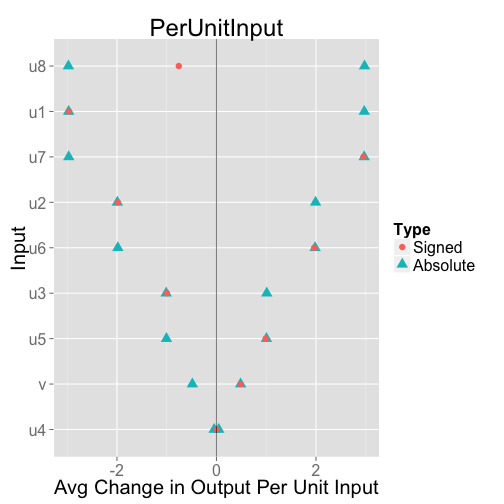 PerUnitInput
u8
u1
u7
u2
u6
u3
u5
v
u4
Input
-2
0
2
Avg Change in Output Per Unit Input
Type
Signed
Absolute